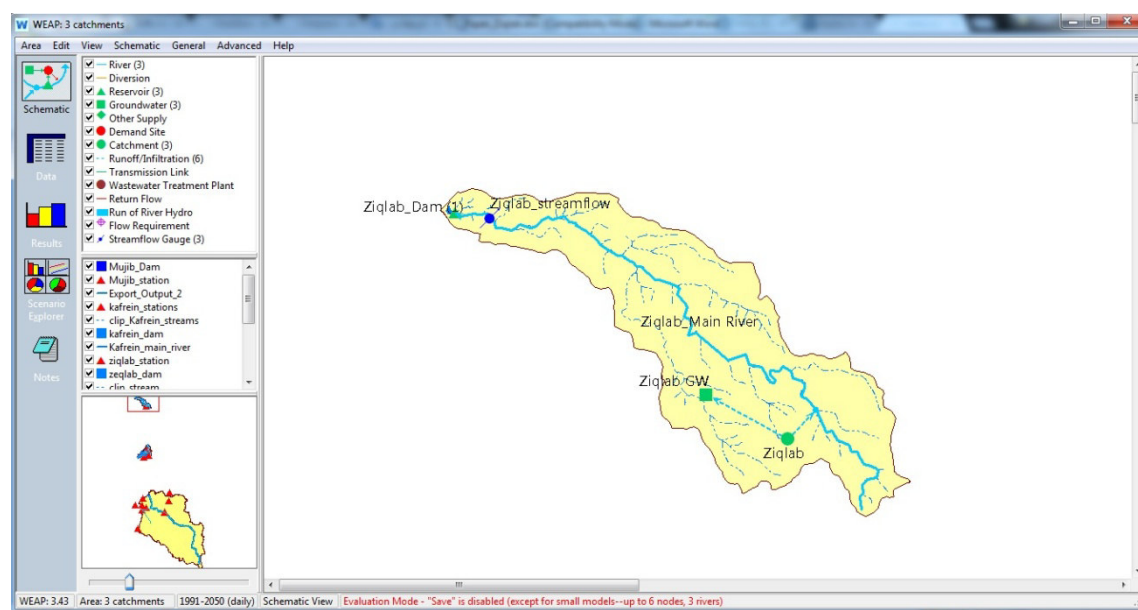 WEAP: 3 catchments
Area Edit View Schematic General Advanced Help
Schematic
Data
Results
Scenario
Explorer
Notes
River (3)
Diversion
Reservoir (3)
Groundwater (3)
Other Supply
Demand Site
Catchment (3)
Runoff/Infiltration (6)
Transmission Link
Wastewater Treatment Plant
Return Flow
Run of River Hydro
Flow Requirement
Streamflow Gauge (3)
Mujib_Dam
Mujib_station
Export_Output_2
kafrein_stations
clip_Kafrein_streams
kafrein_dam
Kafrein_main_river
ziqlab_station
zeqlab_dam
clip_stream
Ziqlab_Dam (1)
Ziqlab_streamflow
Ziqlab_Main River
Ziqlab GW
Ziqlab
WEAP: 3.43 Area: 3 catchments 1991-2050 (daily) Schematic View Evaluation Mode - "Save" is disabled (except for small models--up to 6 nodes, 3 rivers)